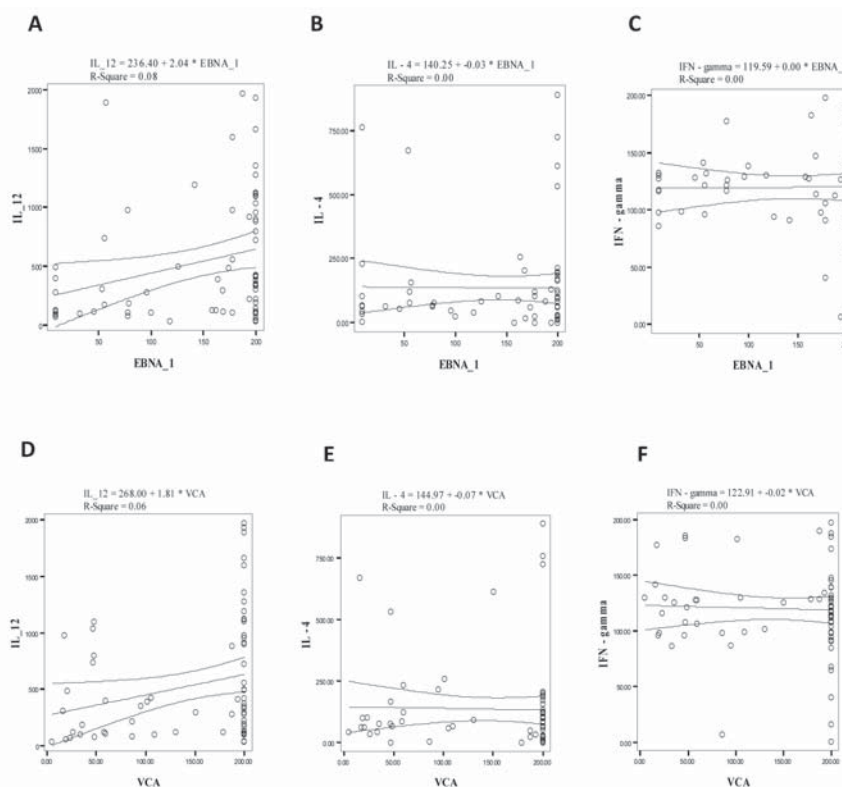 A
B
C
IL_12 = 236.40 + 2.04 * EBNA_1
R-Square = 0.08
IL - 4 = 140.25 + -0.03 * EBNA_1
R-Square = 0.00
IFN - gamma = 119.59 + 0.00 * EBNA_
R-Square = 0.00
2000
1500
1000
500
0
IL_12
50
100
150
200
EBNA_1
750.00
500.00
250.00
0.00
IL - 4
50
100
150
200
EBNA_1
200.00
150.00
100.00
50.00
0.00
IFN - gamma
50
100
150
EBNA_1
D
E
F
IL_12 = 268.00 + 1.81 * VCA
R-Square = 0.06
IL - 4 = 144.97 + -0.07 * VCA
R-Square = 0.00
IFN - gamma = 122.91 + -0.02 * VCA
R-Square = 0.00
2000
1500
1000
500
0
IL_12
0.00
50.00
100.00
150.00
200.00
VCA
750.00
500.00
250.00
0.00
IL - 4
0.00
50.00
100.00
150.00
200.00
VCA
200.00
150.00
100.00
50.00
0.00
IFN - gamma
0.00
50.00
100.00
150.00
200.00
VCA